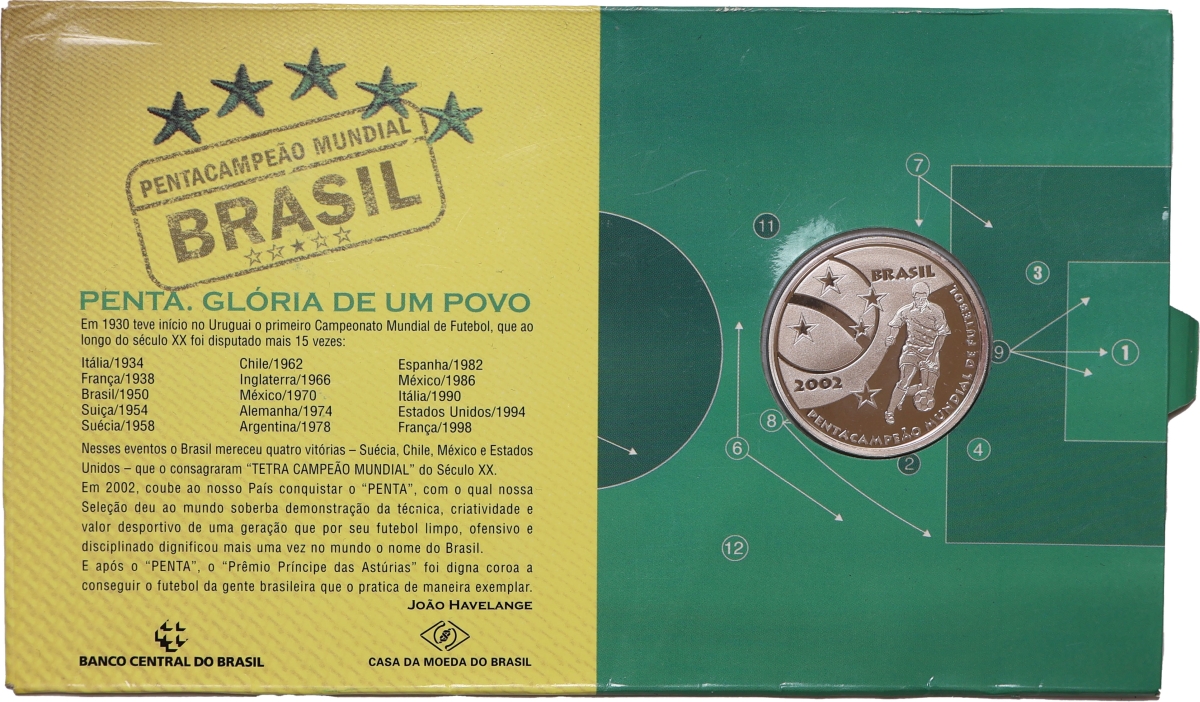 PENTACAMPEÃO MUNDIAL
BRASIL
PENTA. GLÓRIA DE UM POVO
Em 1930 teve início no Uruguai o primeiro Campeonato Mundial de Futebol, que ao
longo do século XX foi disputado mais 15 vezes:
Itália/1934 Chile/1962 Espanha/1982
França/1938 Inglaterra/1966 México/1986
Brasil/1950 México/1970 Itália/1990
Suiça/1954 Alemanha/1974 Estados Unidos/1994
Suécia/1958 Argentina/1978 França/1998
Nesses eventos o Brasil mereceu quatro vitórias – Suécia, Chile, México e Estados
Unidos – que o consagraram “TETRA CAMPEÃO MUNDIAL” do Século XX.
Em 2002, coube ao nosso País conquistar o “PENTA”, com o qual nossa
Seleção deu ao mundo soberba demonstração da técnica, criatividade e
valor desportivo de uma geração que por seu futebol limpo, ofensivo e
disciplinado dignificou mais uma vez no mundo o nome do Brasil.
E após o “PENTA”, o “Prêmio Príncipe das Astúrias” foi digna coroa a
conseguir o futebol da gente brasileira que o pratica de maneira exemplar.
JOÃO HAVELANGE
BANCO CENTRAL DO BRASIL
CASA DA MOEDA DO BRASIL
7
11
3
9
1
8
6
4
2
12
BRASIL
2002
PENTACAMPEÃO MUNDIAL DE FUTEBOL